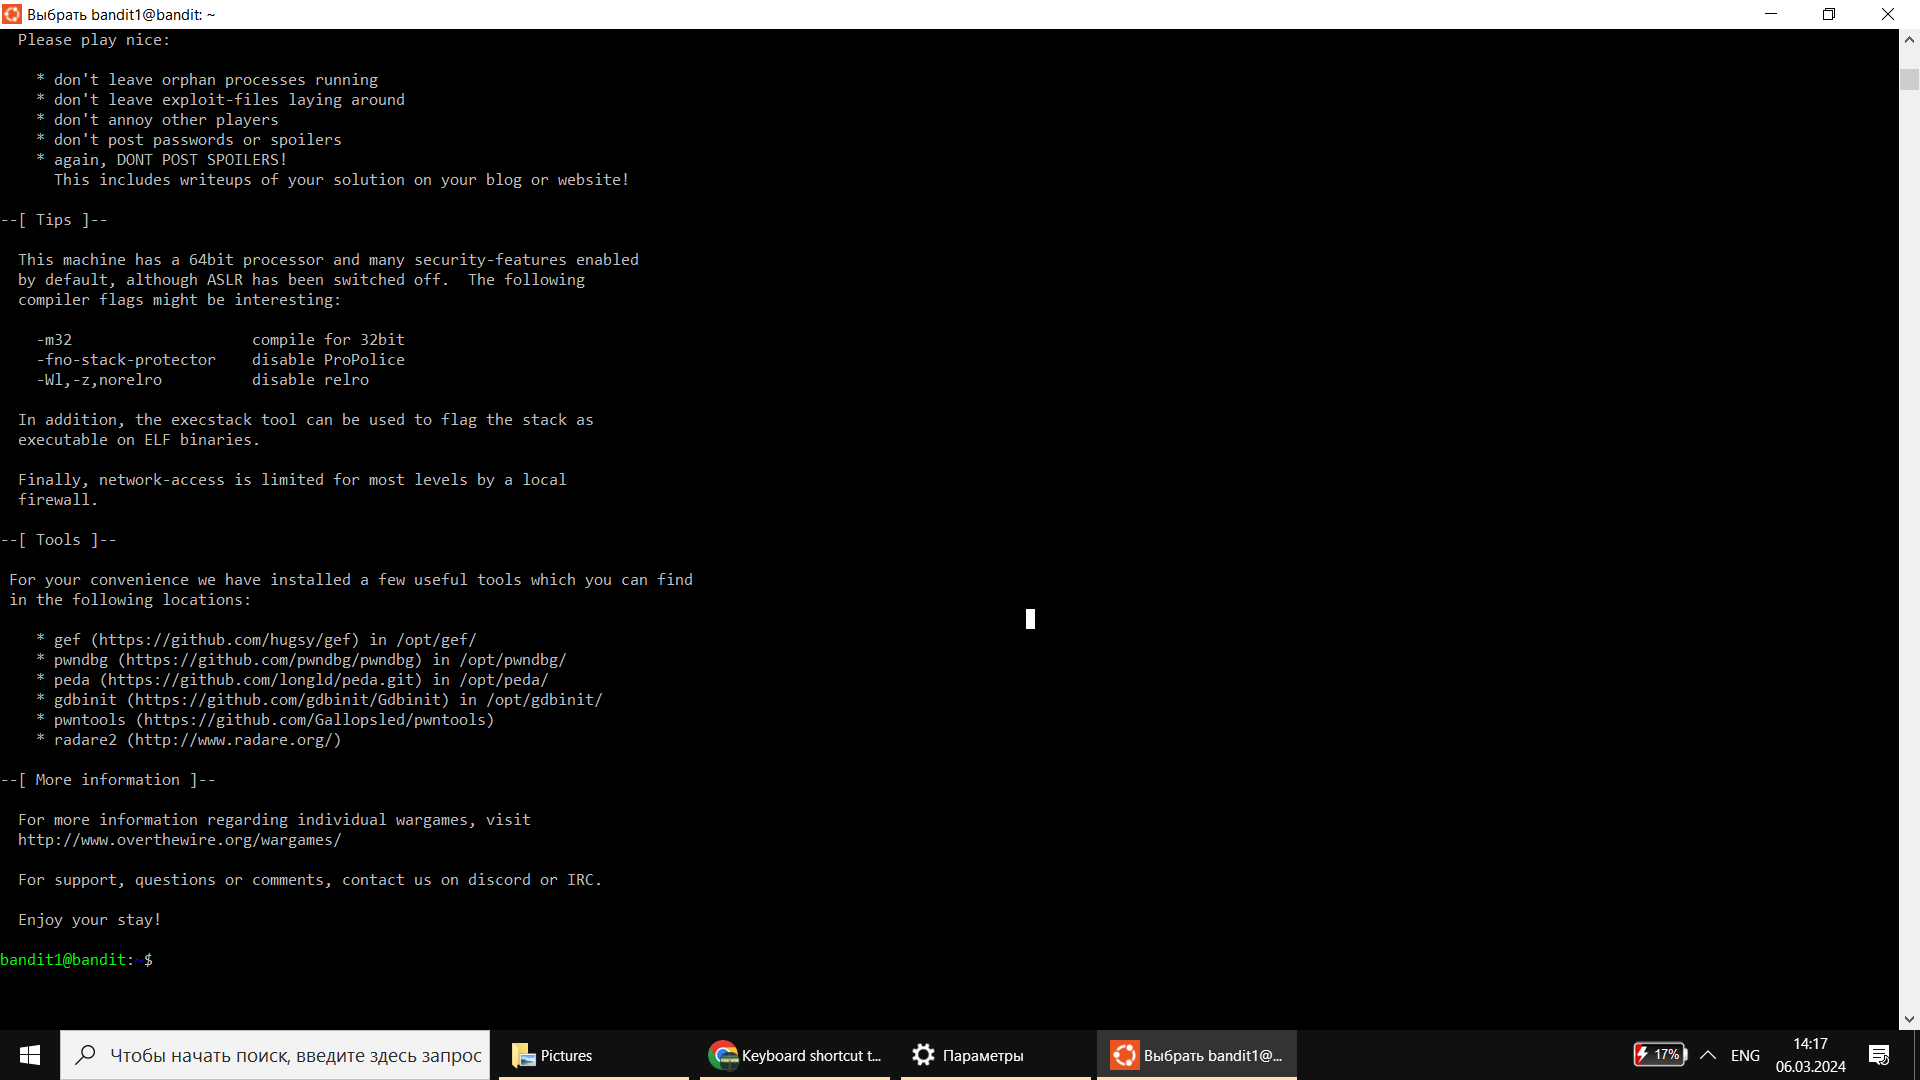 Выбрать bandit1@bandit: ~
Please play nice:
* don't leave orphan processes running
* don't leave exploit-files laying around
* don't annoy other players
* don't post passwords or spoilers
* again, DONT POST SPOILERS!
This includes writeups of your solution on your blog or website!
--[ Tips ]--
This machine has a 64bit processor and many security-features enabled
by default, although ASLR has been switched off.  The following
compiler flags might be interesting:
-m32                    compile for 32bit
-fno-stack-protector    disable ProPolice
-Wl,-z,norelro          disable relro
In addition, the execstack tool can be used to flag the stack as
executable on ELF binaries.
Finally, network-access is limited for most levels by a local
firewall.
--[ Tools ]--
For your convenience we have installed a few useful tools which you can find
in the following locations:
* gef (https://github.com/hugsy/gef) in /opt/gef/
* pwndbg (https://github.com/pwndbg/pwndbg) in /opt/pwndbg/
* peda (https://github.com/longld/peda.git) in /opt/peda/
* gdbinit (https://github.com/gdbinit/Gdbinit) in /opt/gdbinit/
* pwntools (https://github.com/Gallopsled/pwntools)
* radare2 (http://www.radare.org/)
--[ More information ]--
For more information regarding individual wargames, visit
http://www.overthewire.org/wargames/
For support, questions or comments, contact us on discord or IRC.
Enjoy your stay!
bandit1@bandit:~$
Чтобы начать поиск, введите здесь запрос
Pictures
Keyboard shortcut t...
Параметры
Выбрать bandit1@...
17%
ENG
14:17
06.03.2024